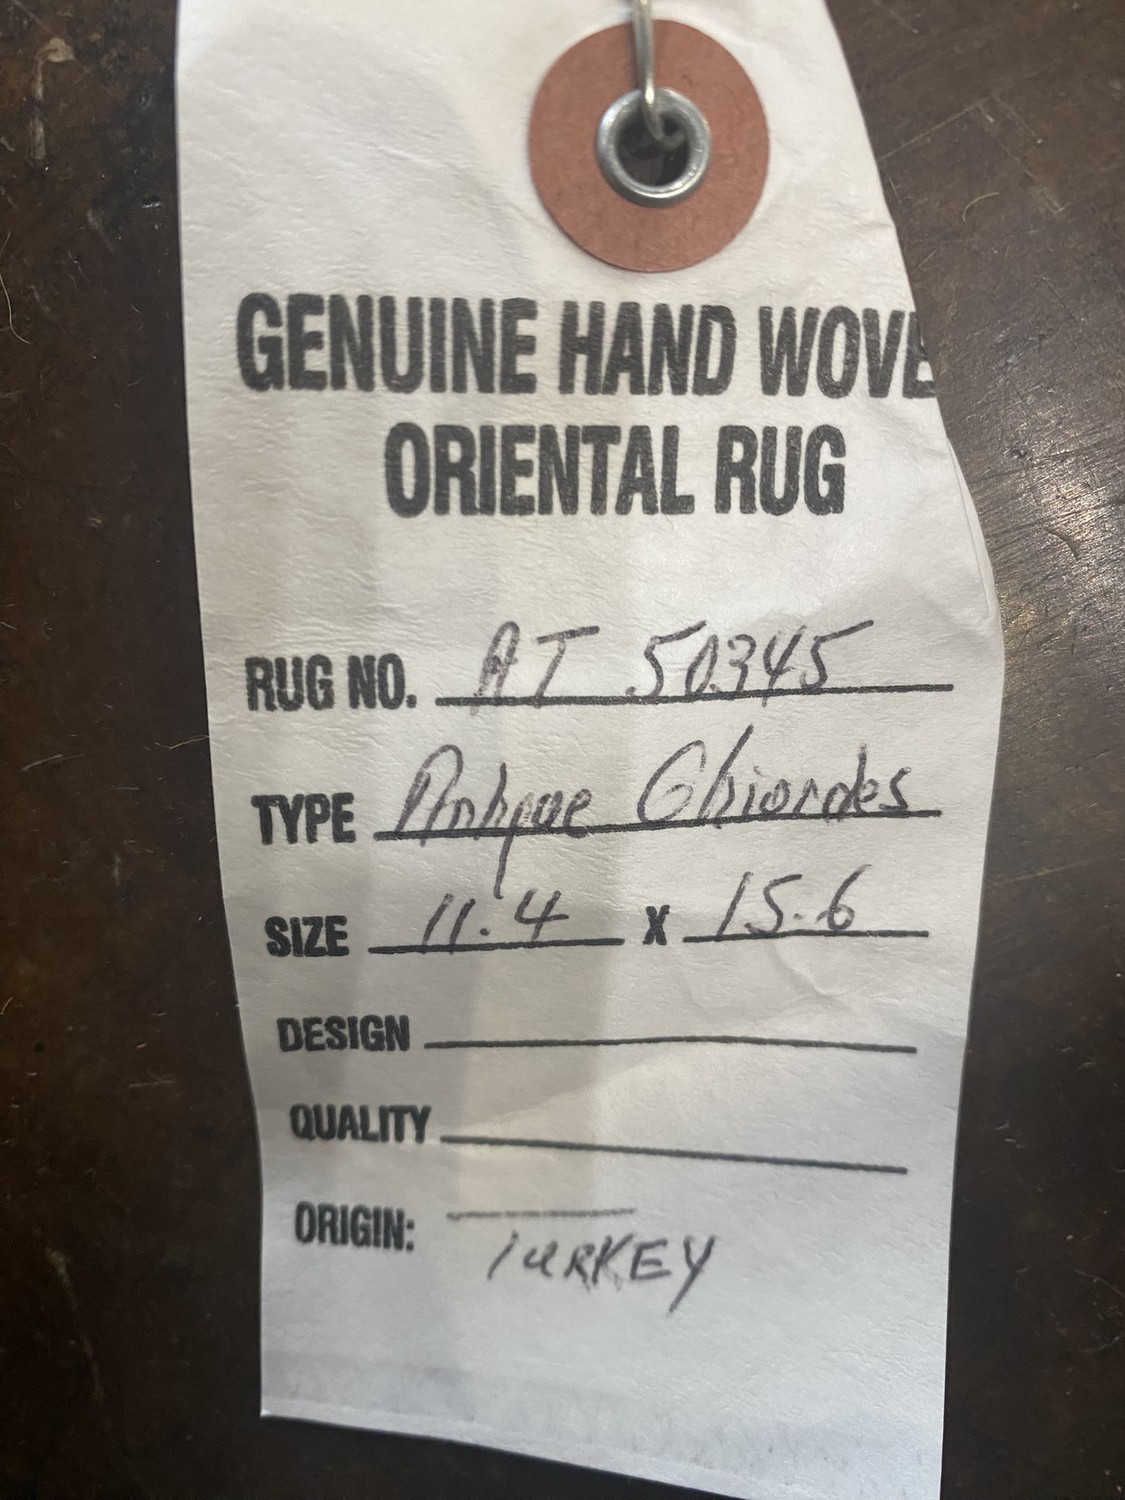 GENUINE HAND WOVE
ORIENTAL RUG
RUG NO. AT 50345
TYPE Antique Ghiordes
SIZE 11.4 X 15.6
DESIGN
QUALITY
ORIGIN:
TURKEY